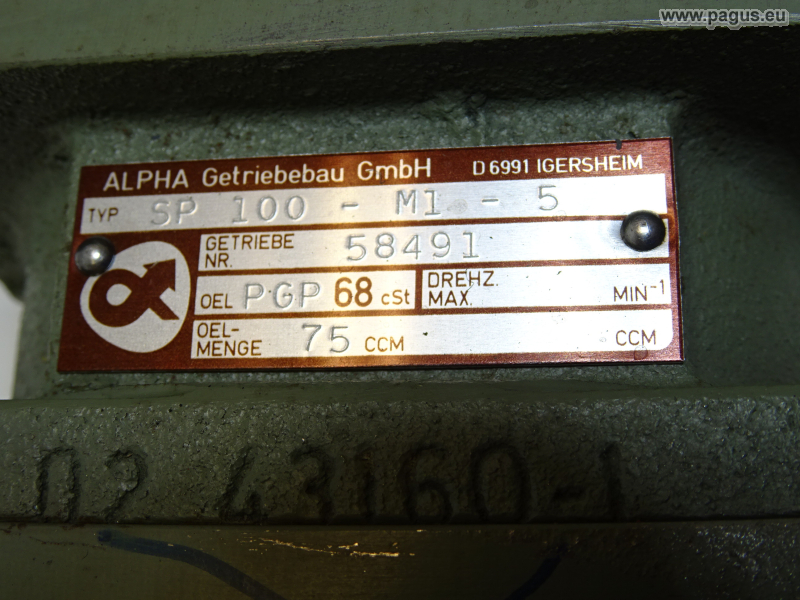 www.pagus.eu
ALPHA Getriebebau GmbH D 6991 IGERSHEIM
TYP SP 100 - M1 - 5
GETRIEBE NR. 58491
OEL PGP 68 cSt DREHZ. MAX. MIN-1
OEL-MENGE 75 CCM CCM
02 43160-1